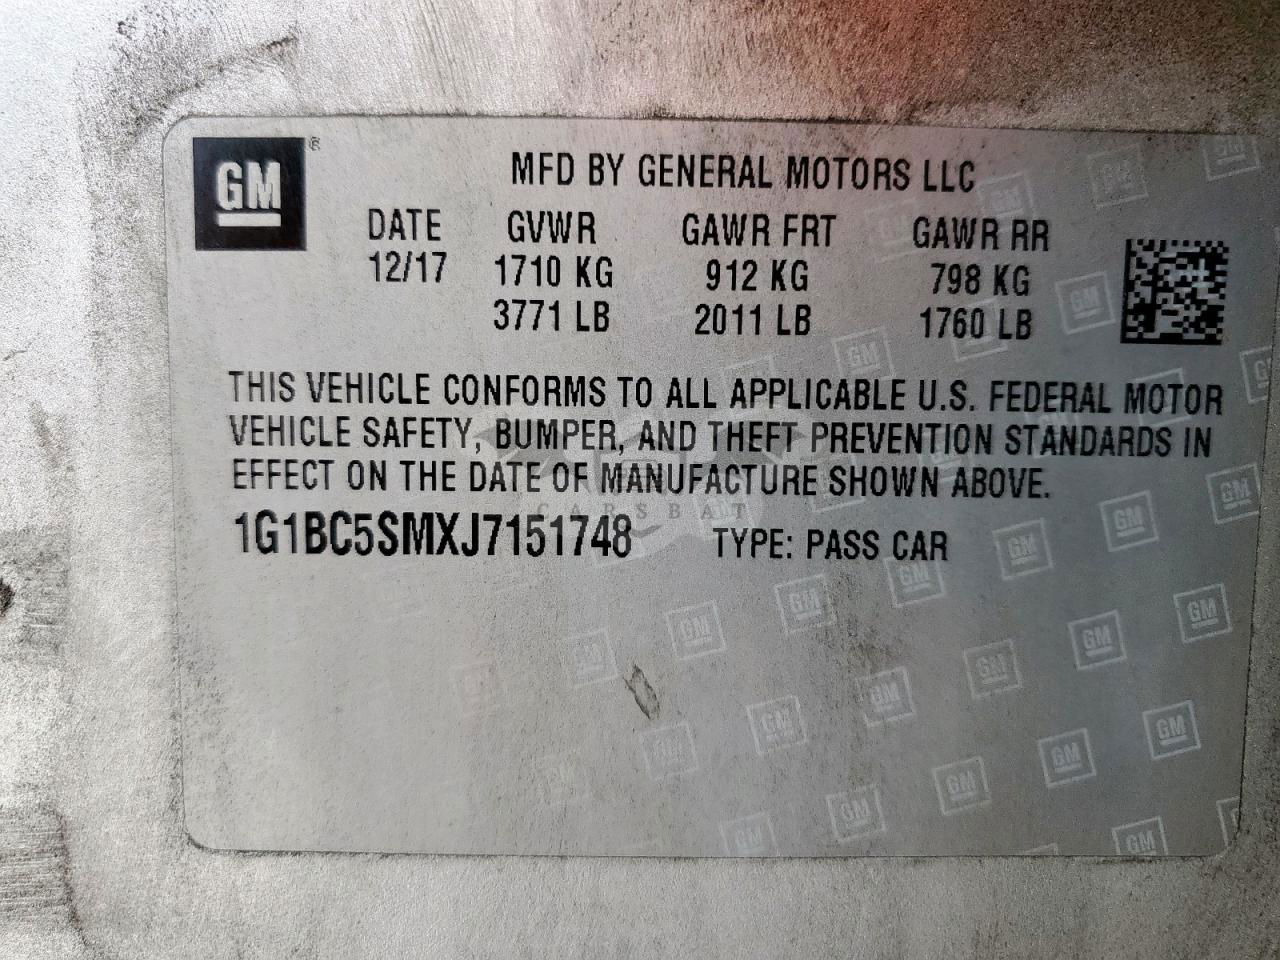 GM®
MFD BY GENERAL MOTORS LLC
DATE GVWR GAWR FRT GAWR RR
12/17 1710 KG 912 KG 798 KG
3771 LB 2011 LB 1760 LB
THIS VEHICLE CONFORMS TO ALL APPLICABLE U.S. FEDERAL MOTOR
VEHICLE SAFETY, BUMPER, AND THEFT PREVENTION STANDARDS IN
EFFECT ON THE DATE OF MANUFACTURE SHOWN ABOVE.
CARSBAT
1G1BC5SMXJ7151748 TYPE: PASS CAR